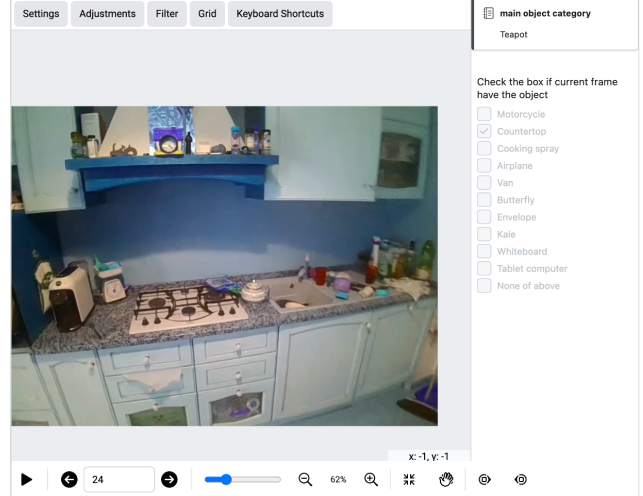 Settings
Adjustments
Filter
Grid
Keyboard Shortcuts
main object category
Teapot
Check the box if current frame
have the object
Motorcycle
Countertop
Cooking spray
Airplane
Van
Butterfly
Envelope
Kale
Whiteboard
Tablet computer
None of above
x: -1, y: -1
24
62%